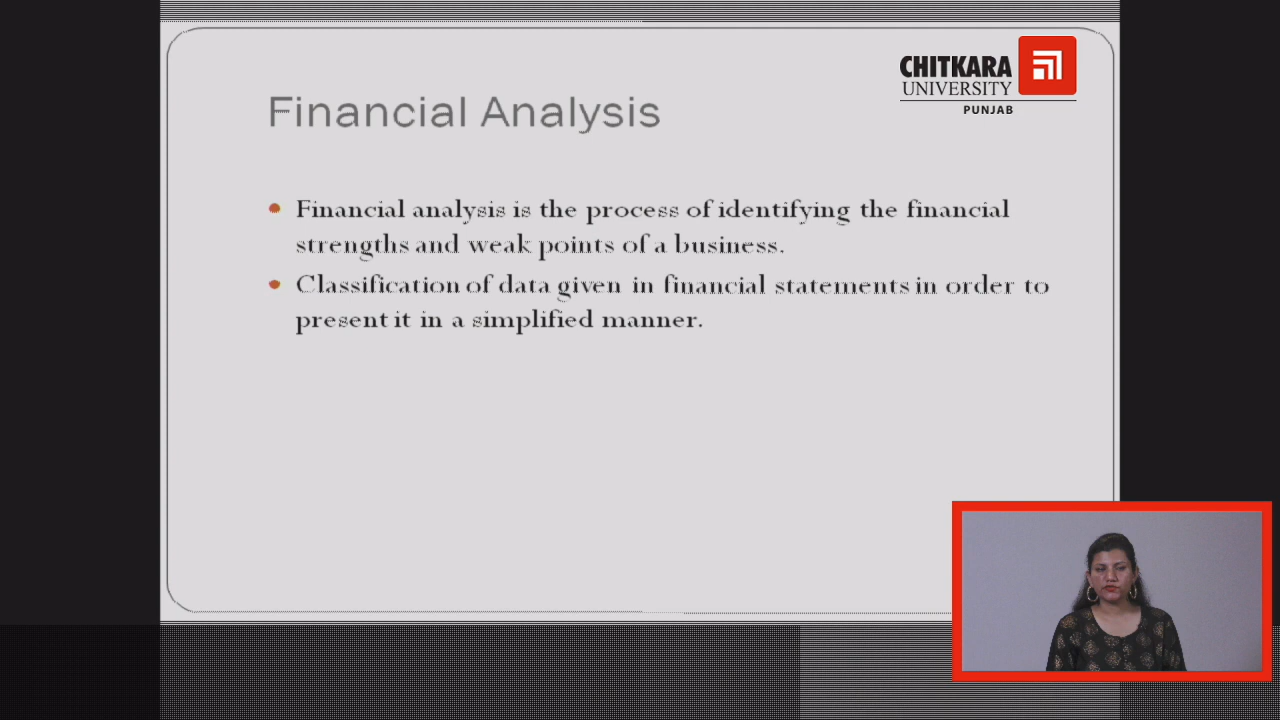 CHITKARA
UNIVERSITY
PUNJAB
Financial Analysis
Financial analysis is the process of identifying the financial
strengths and weak points of a business.
Classification of data given in financial statements in order to
present it in a simplified manner.